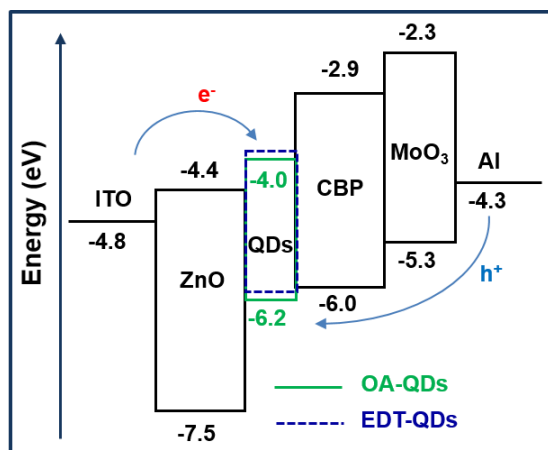 Energy (eV)
ITO
-4.8
e-
-4.4
ZnO
-7.5
-4.0
QDs
-6.2
-2.9
CBP
-6.0
-2.3
MoO₃
-5.3
Al
-4.3
h⁺
OA-QDs
EDT-QDs